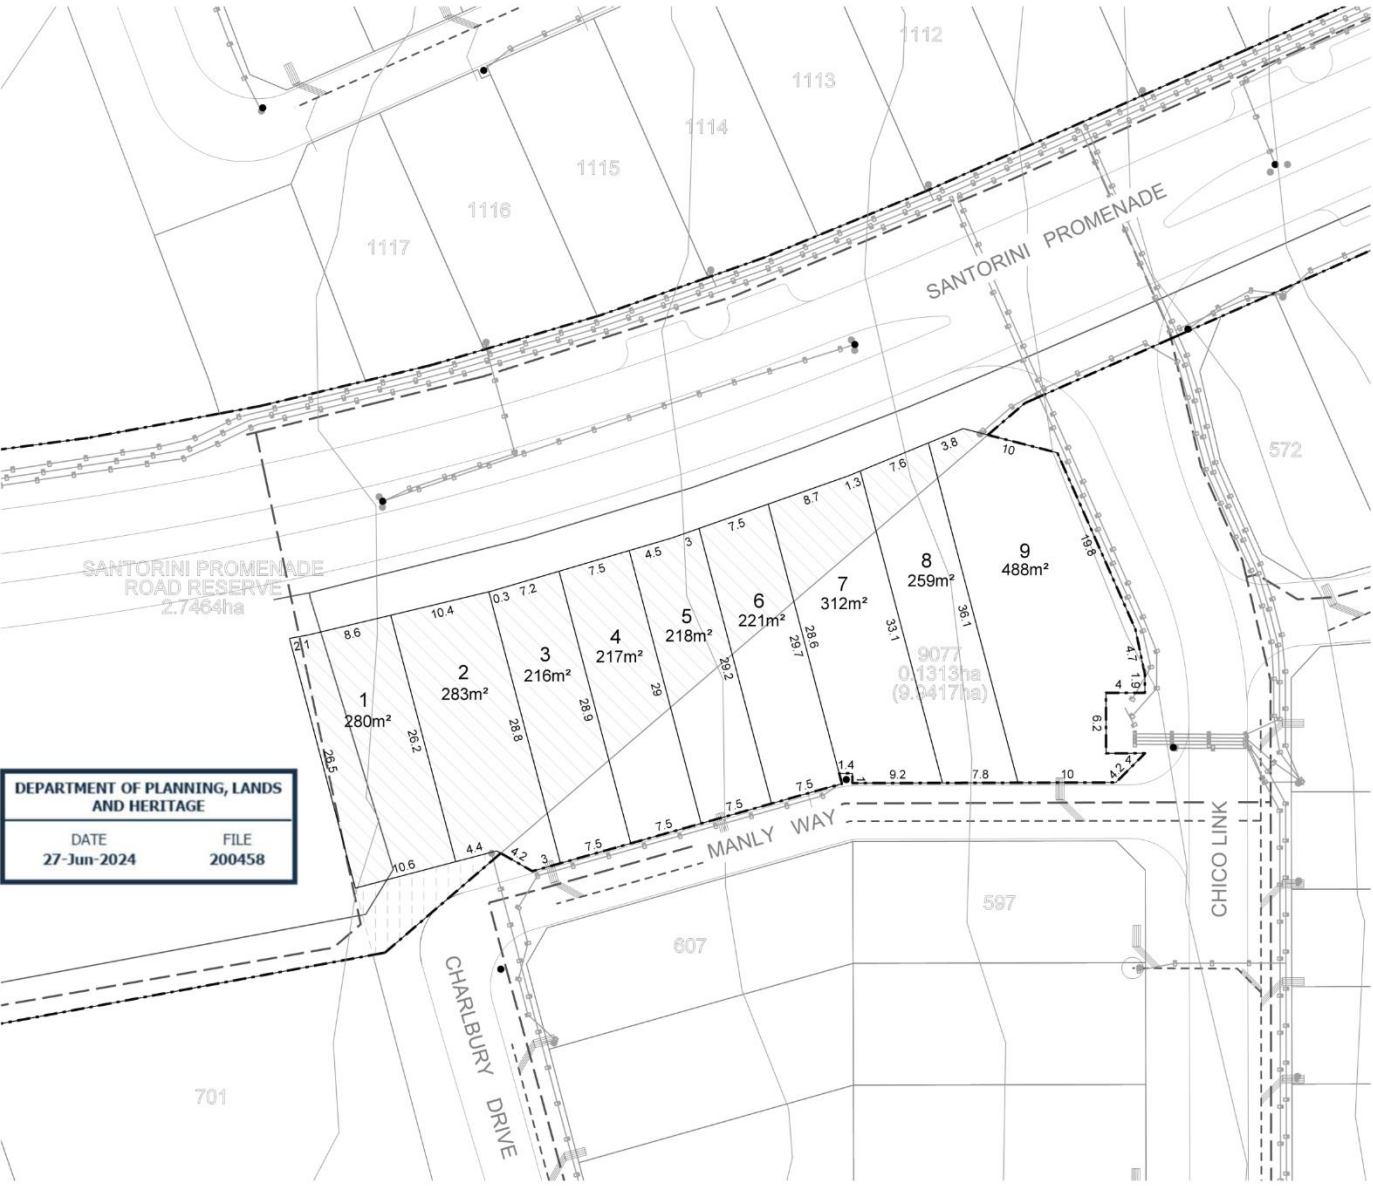 1112
1113
1114
1115
1116
1117
SANTORINI PROMENADE
572
SANTORINI PROMENADE
ROAD RESERVE
2.7464ha
3.8
10
7.6
1.3
8.7
7.5
3
4.5
7.5
7.2
0.3
10.4
8.6
2.1
19.8
9
488m²
8
259m²
7
312m²
6
221m²
5
218m²
4
217m²
3
216m²
2
283m²
1
280m²
36.1
33.1
28.6
29.7
29.2
29
28.9
28.8
26.2
26.5
9077
0.1313ha
(9.9417ha)
4.7
1.9
4
6.2
4
4.2
10
7.8
9.2
1
1.4
7.5
7.5
7.5
7.5
3
4.2
4.4
10.6
DEPARTMENT OF PLANNING, LANDS
AND HERITAGE
DATE FILE
27-Jun-2024 200458
MANLY WAY
CHICO LINK
597
607
CHARLBURY DRIVE
701